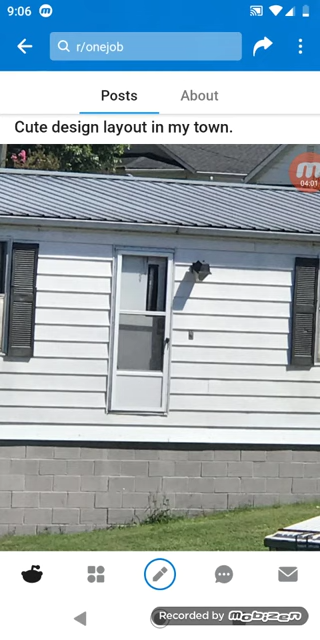 9:06
r/onejob
Posts About
Cute design layout in my town.
04:01
Recorded by mobizen